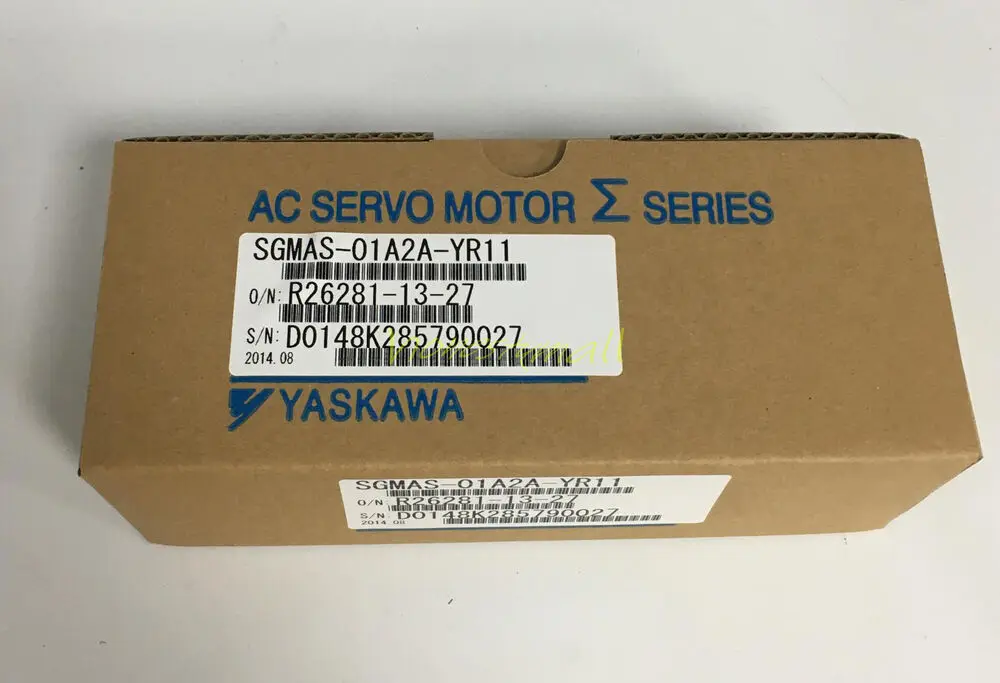 AC SERVO MOTOR Σ SERIES
SGMAS-01A2A-YR11
O/N: R26281-13-27
S/N: D0148K285790027
2014.08
YASKAWA
SGMAS-01A2A-YR11
O/N: R26281-13-27
S/N: D0148K285790027
2014.08